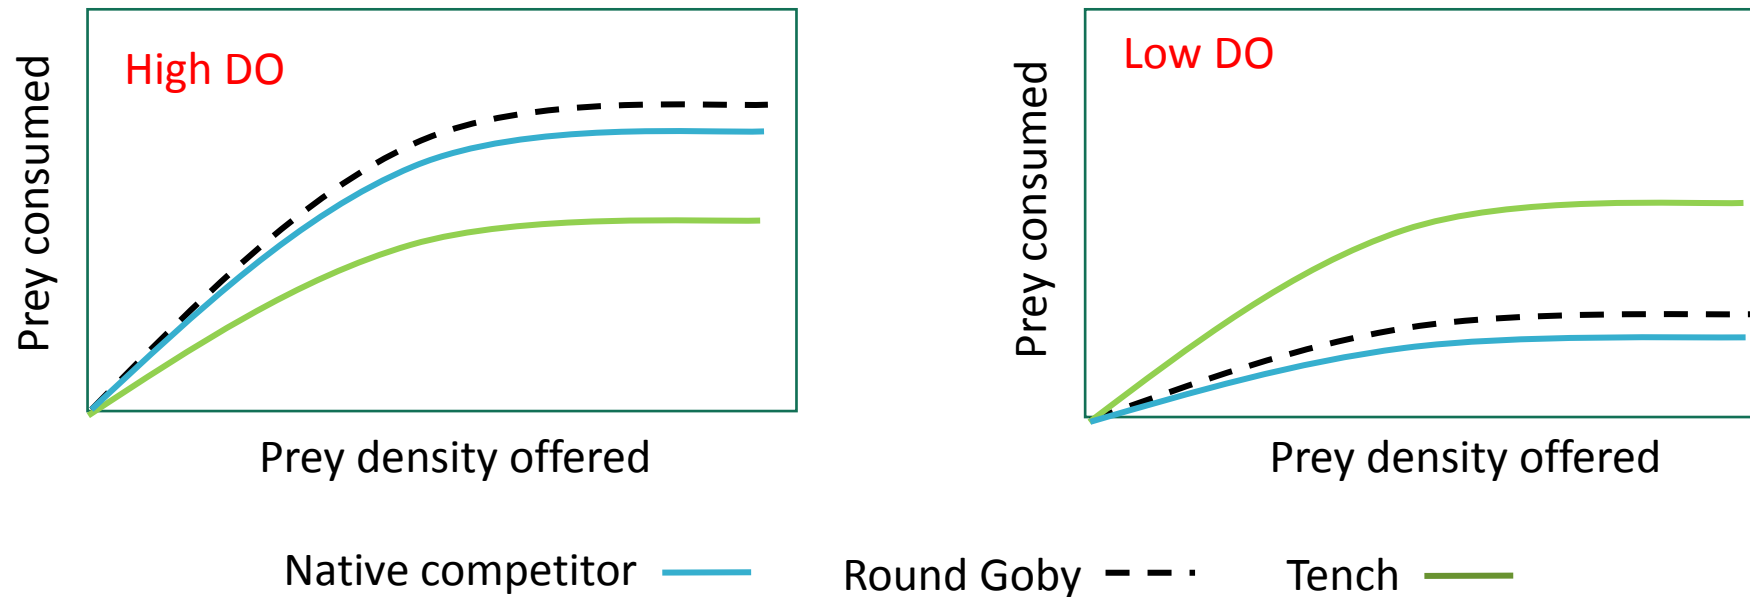 High DO
Prey consumed
Prey density offered
Low DO
Prey consumed
Prey density offered
Native competitor
Round Goby
Tench